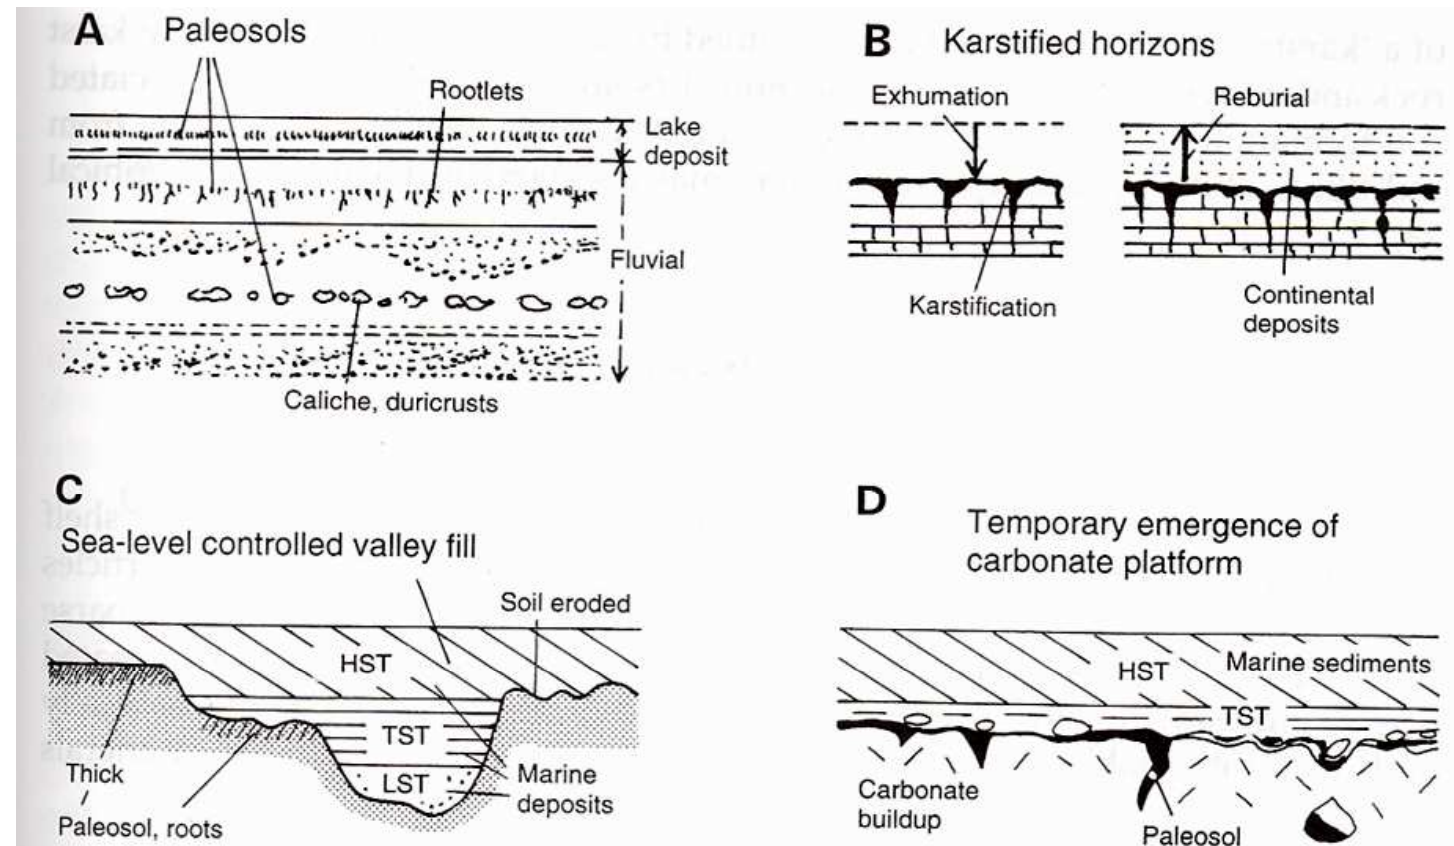 A
Paleosols
Rootlets
Lake
deposit
Fluvial
Caliche, duricrusts
B
Karstified horizons
Exhumation
Reburial
Karstification
Continental
deposits
C
Sea-level controlled valley fill
Soil eroded
HST
TST
LST
Thick
Paleosol, roots
Marine
deposits
D
Temporary emergence of
carbonate platform
HST
Marine sediments
TST
Carbonate
buildup
Paleosol